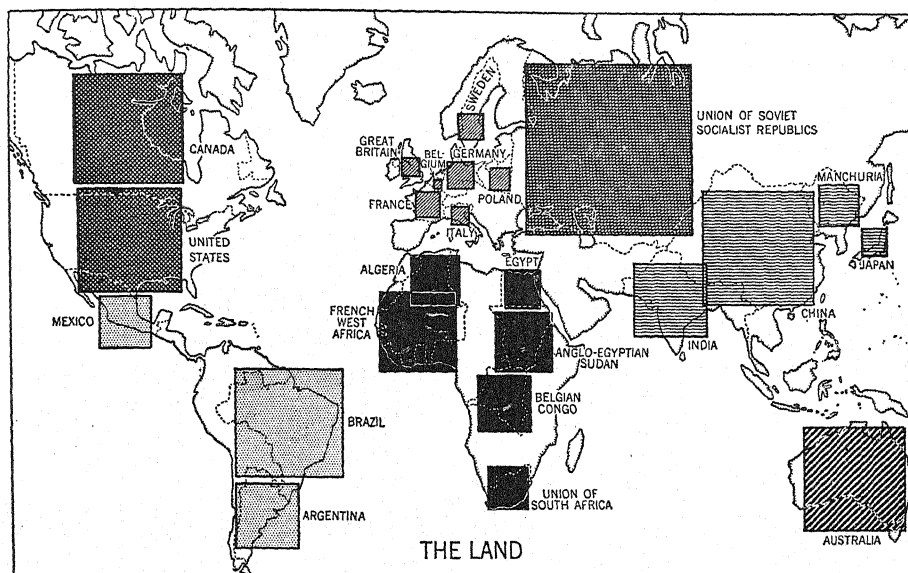 SWEDEN
UNION OF SOVIET
SOCIALIST REPUBLICS
CANADA
GREAT
BRITAIN
BEL-
GIUM
GERMANY
MANCHURIA
FRANCE
POLAND
ITALY
UNITED
STATES
JAPAN
ALGERIA
EGYPT
MEXICO
FRENCH
WEST
AFRICA
CHINA
INDIA
ANGLO-EGYPTIAN
SUDAN
BELGIAN
CONGO
BRAZIL
UNION OF
SOUTH AFRICA
ARGENTINA
AUSTRALIA
THE LAND